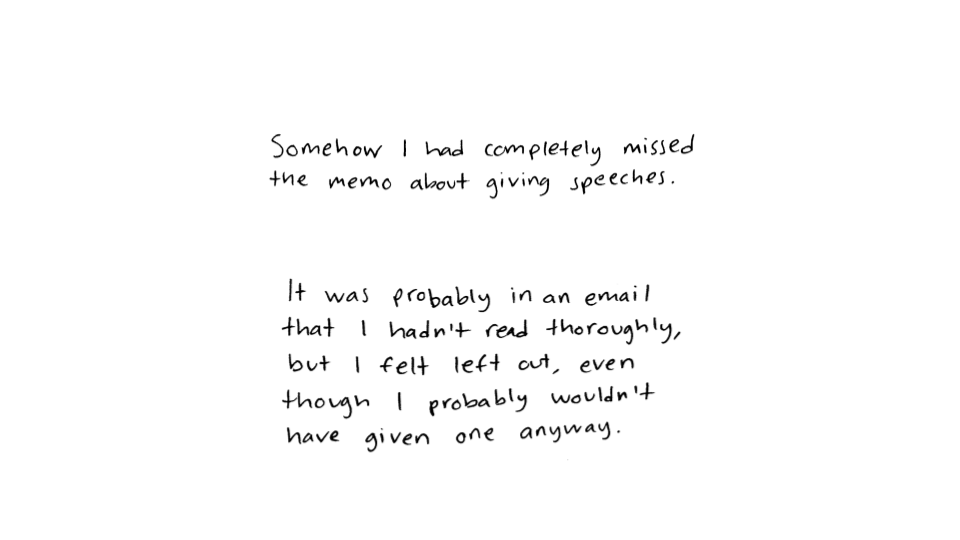 Somehow I had completely missed
the memo about giving speeches.
It was probably in an email
that I hadn't read thoroughly,
but I felt left out, even
though I probably wouldn't
have given one anyway.